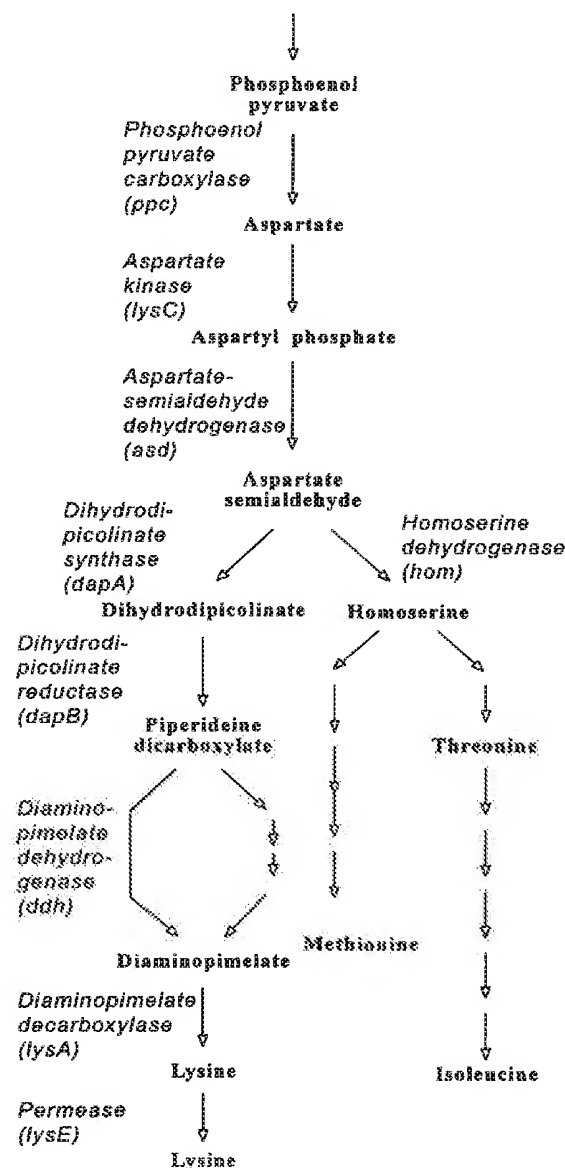 Phosphoenol
pyruvate
Phosphoenol
pyruvate
carboxylase
(ppc)
Aspartate
Aspartate
kinase
(lysC)
Aspartyl phosphate
Aspartate-
semialdehyde
dehydrogenase
(asd)
Aspartate
semialdehyde
Dihydrodi-
picolinate
synthase
(dapA)
Homoserine
dehydrogenase
(hom)
Dihydrodipicolinate
Homoserine
Dihydrodi-
picolinate
reductase
(dapB)
Piperideine
dicarboxylate
Threonine
Diamino-
pimelate
dehydro-
genase
(ddh)
Methionine
Diaminopimelate
Diaminopimelate
decarboxylase
(lysA)
Lysine
Isoleucine
Permease
(lysE)
Lysine